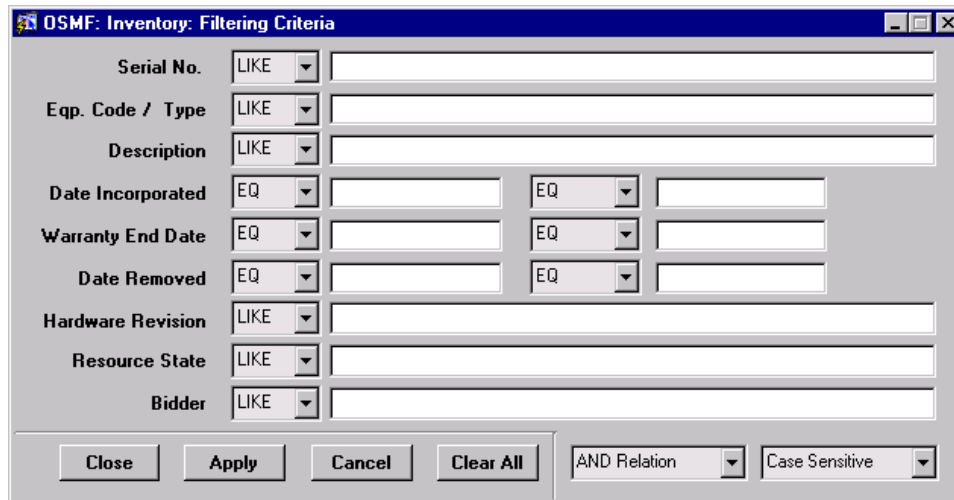 OSMF: Inventory: Filtering Criteria
Serial No. LIKE
Eqp. Code / Type LIKE
Description LIKE
Date Incorporated EQ EQ
Warranty End Date EQ EQ
Date Removed EQ EQ
Hardware Revision LIKE
Resource State LIKE
Bidder LIKE
Close Apply Cancel Clear All AND Relation Case Sensitive